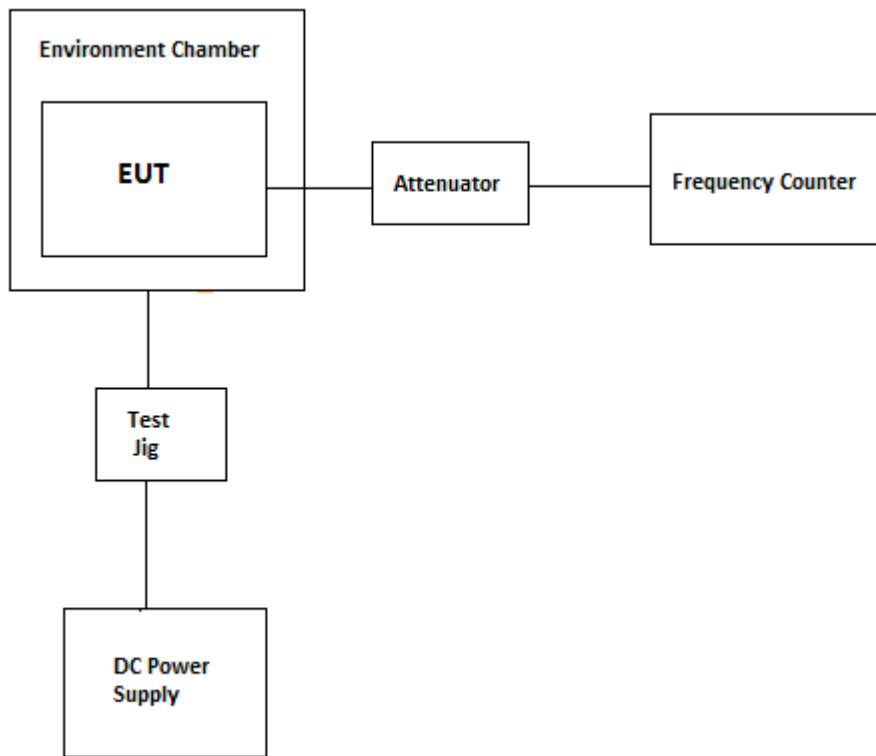 Environment Chamber
EUT
Attenuator
Frequency Counter
Test
Jig
DC Power
Supply